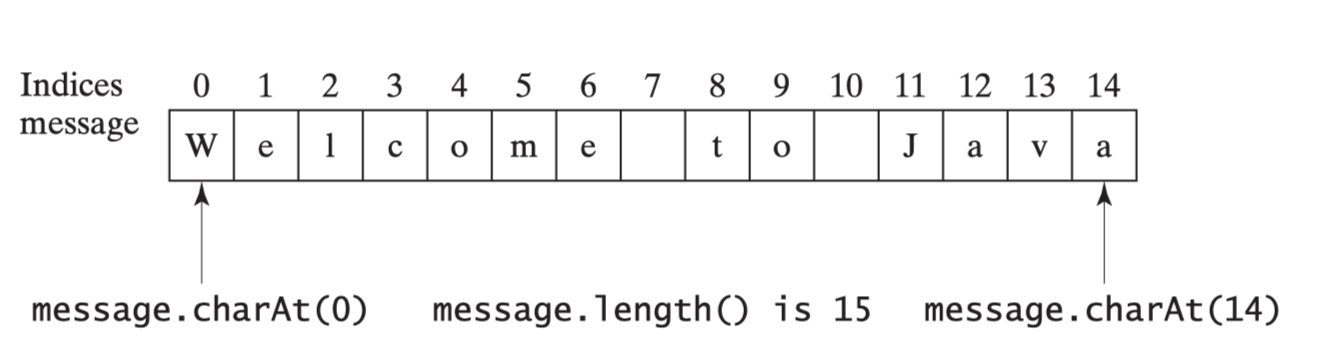 Indices 0 1 2 3 4 5 6 7 8 9 10 11 12 13 14
message W e l c o m e t o J a v a
message.charAt(0) message.length() is 15 message.charAt(14)